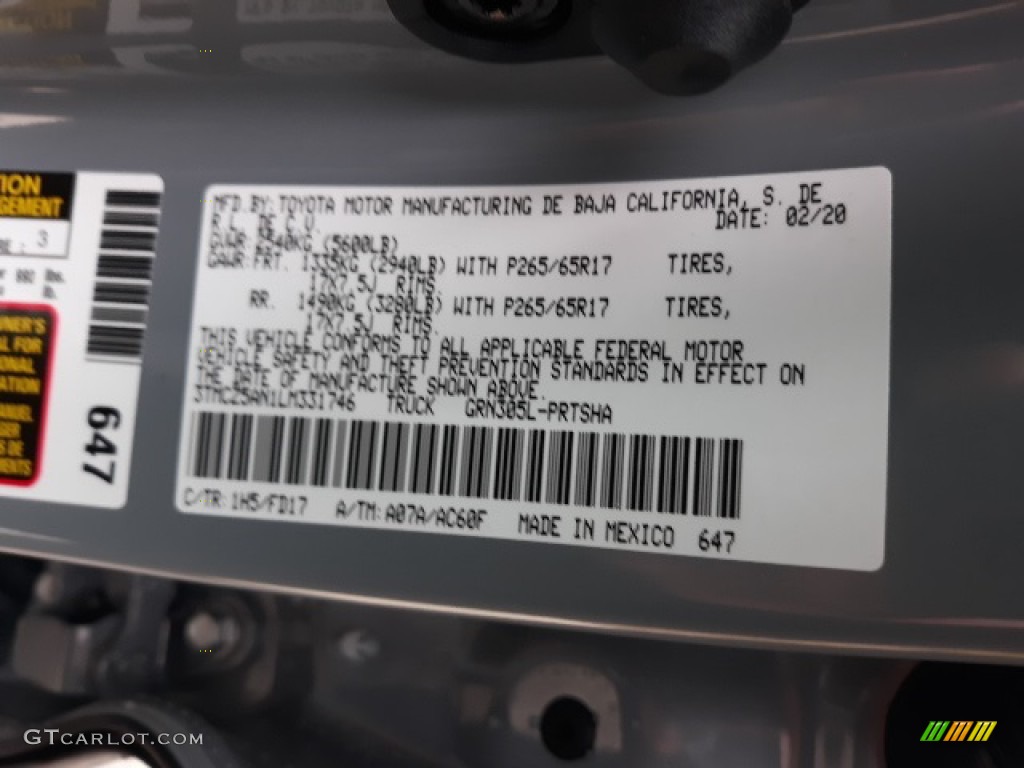 MFD.BY: TOYOTA MOTOR MANUFACTURING DE BAJA CALIFORNIA, S. DE
R.L. DE C.V. DATE: 02/20
GVWR: 2540KG (5600LB)
GAWR: FRT. 1335KG (2940LB) WITH P265/65R17 TIRES,
17X7.5J RIMS,
RR. 1490KG (3280LB) WITH P265/65R17 TIRES,
17X7.5J RIMS.
THIS VEHICLE CONFORMS TO ALL APPLICABLE FEDERAL MOTOR
VEHICLE SAFETY AND THEFT PREVENTION STANDARDS IN EFFECT ON
THE DATE OF MANUFACTURE SHOWN ABOVE.
3TMCZ5AN1LM331746 TRUCK GRN305L-PRTSHA
C/TR: 1H5/FD17 A/TM: A07A/AC60F MADE IN MEXICO 647
3
992 lbs.
lb.
647
GTCARLOT.COM